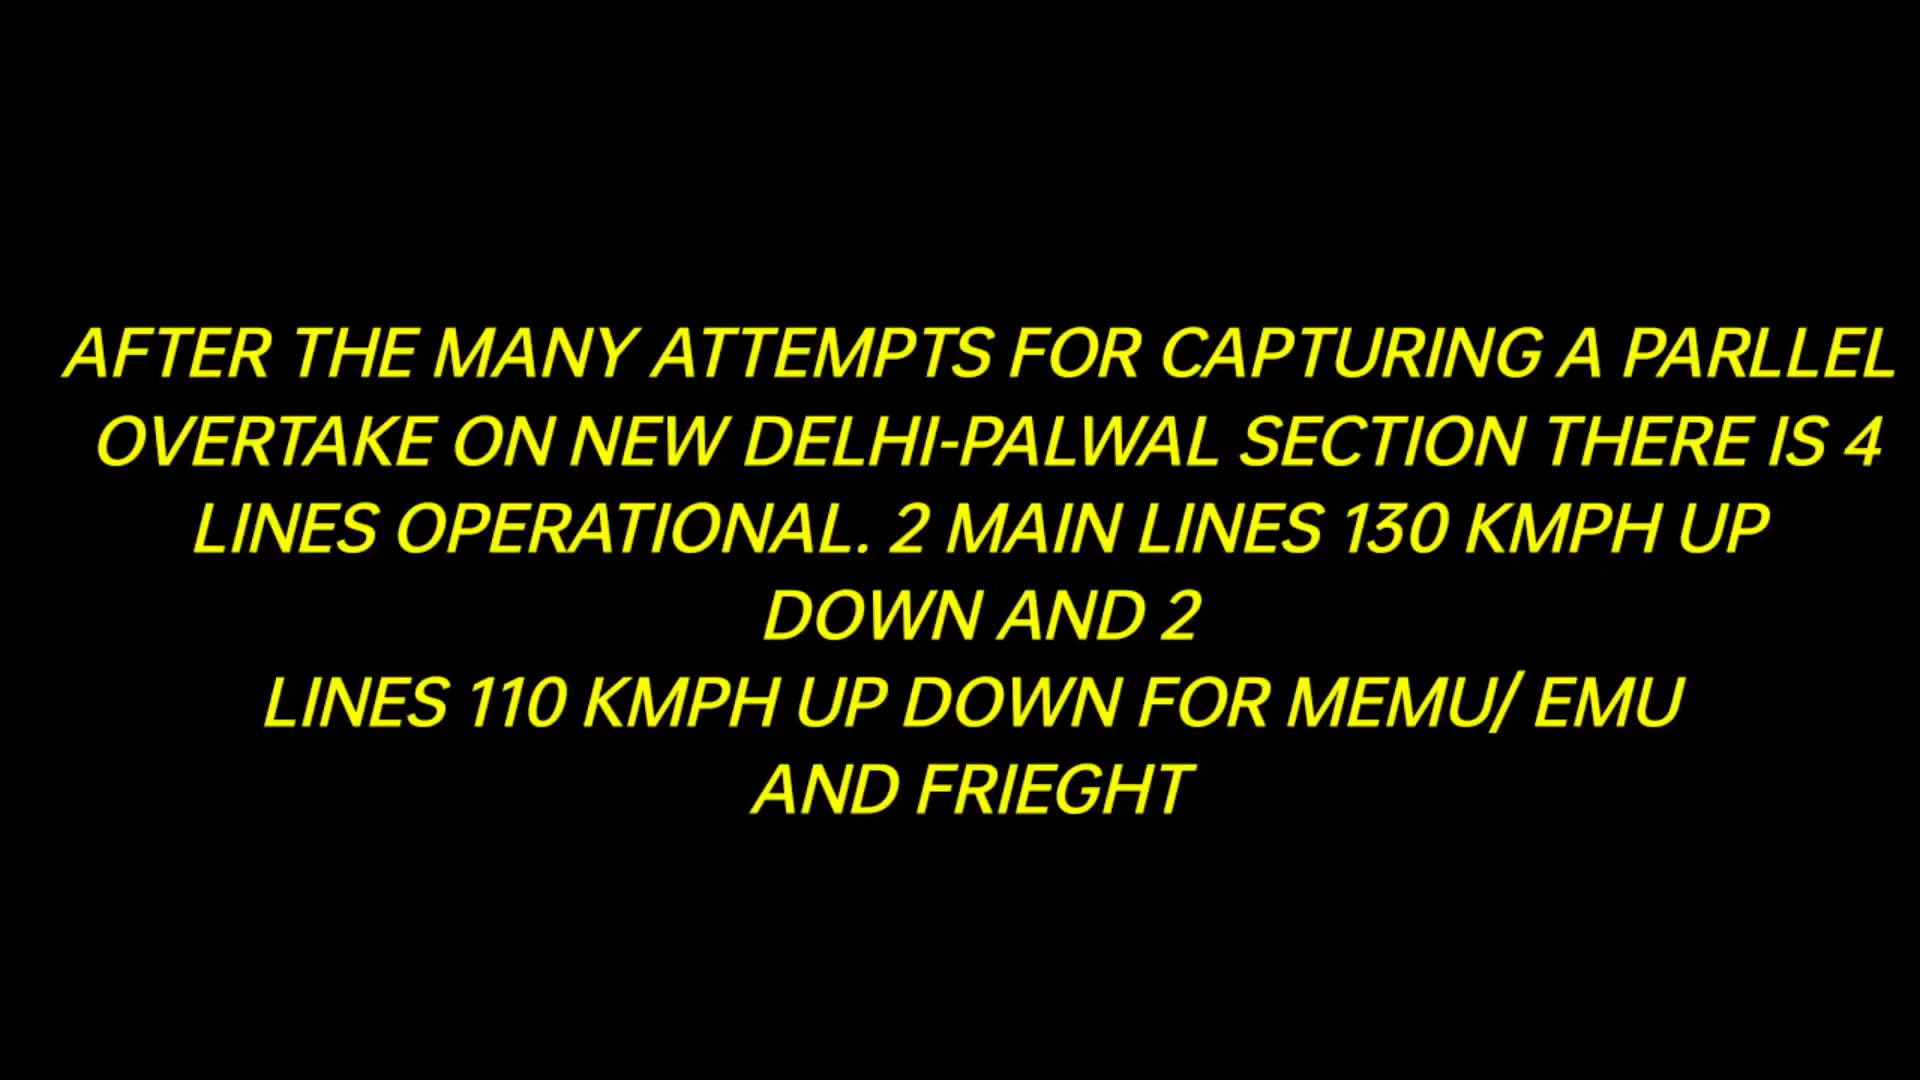 AFTER THE MANY ATTEMPTS FOR CAPTURING A PARLLEL
OVERTAKE ON NEW DELHI-PALWAL SECTION THERE IS 4
LINES OPERATIONAL. 2 MAIN LINES 130 KMPH UP
DOWN AND 2
LINES 110 KMPH UP DOWN FOR MEMU/ EMU
AND FRIEGHT